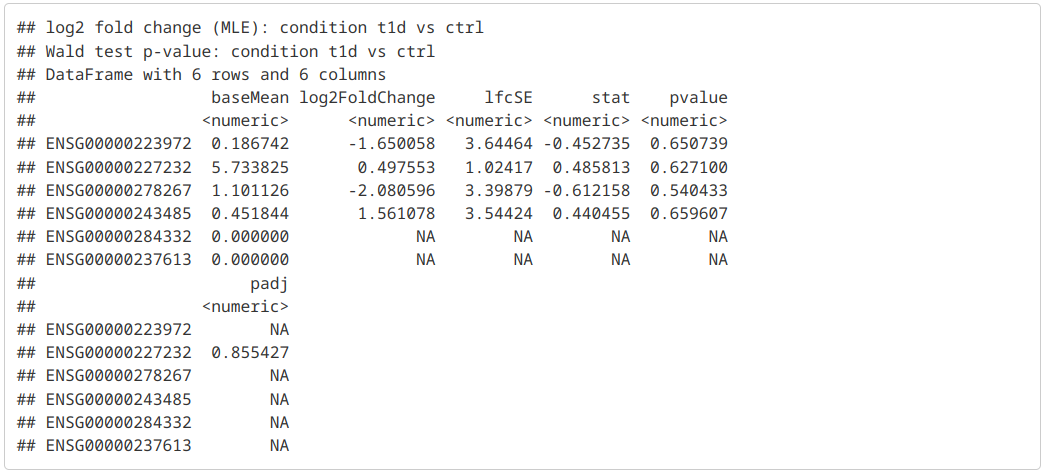 ## log2 fold change (MLE): condition t1d vs ctrl
## Wald test p-value: condition t1d vs ctrl
## DataFrame with 6 rows and 6 columns
##                  baseMean log2FoldChange     lfcSE      stat    pvalue
##                 <numeric>      <numeric> <numeric> <numeric> <numeric>
## ENSG00000223972  0.186742      -1.650058   3.64464 -0.452735  0.650739
## ENSG00000227232  5.733825       0.497553   1.02417  0.485813  0.627100
## ENSG00000278267  1.101126      -2.080596   3.39879 -0.612158  0.540433
## ENSG00000243485  0.451844       1.561078   3.54424  0.440455  0.659607
## ENSG00000284332  0.000000             NA        NA        NA        NA
## ENSG00000237613  0.000000             NA        NA        NA        NA
##                      padj
##                 <numeric>
## ENSG00000223972        NA
## ENSG00000227232  0.855427
## ENSG00000278267        NA
## ENSG00000243485        NA
## ENSG00000284332        NA
## ENSG00000237613        NA